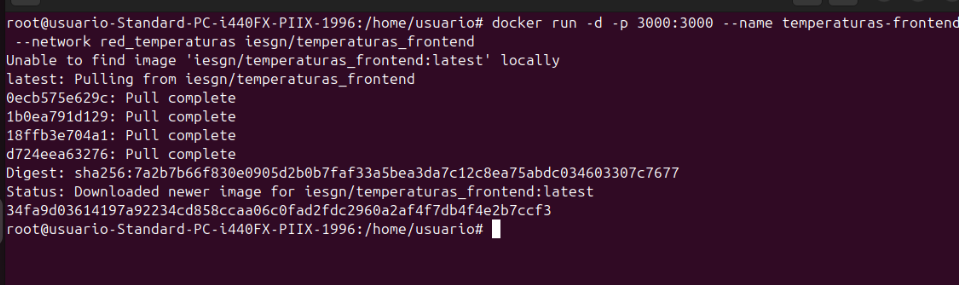 root@usuario-Standard-PC-i440FX-PIIX-1996:/home/usuario# docker run -d -p 3000:3000 --name temperaturas-frontend
--network red_temperaturas iesgn/temperaturas_frontend
Unable to find image 'iesgn/temperaturas_frontend:latest' locally
latest: Pulling from iesgn/temperaturas_frontend
0ecb575e629c: Pull complete
1b0ea791d129: Pull complete
18ffb3e704a1: Pull complete
d724eea63276: Pull complete
Digest: sha256:7a2b7b66f830e0905d2b0b7faf33a5bea3da7c12c8ea75abdc034603307c7677
Status: Downloaded newer image for iesgn/temperaturas_frontend:latest
34fa9d03614197a92234cd858ccaa06c0fad2fdc2960a2af4f7db4f4e2b7ccf3
root@usuario-Standard-PC-i440FX-PIIX-1996:/home/usuario#